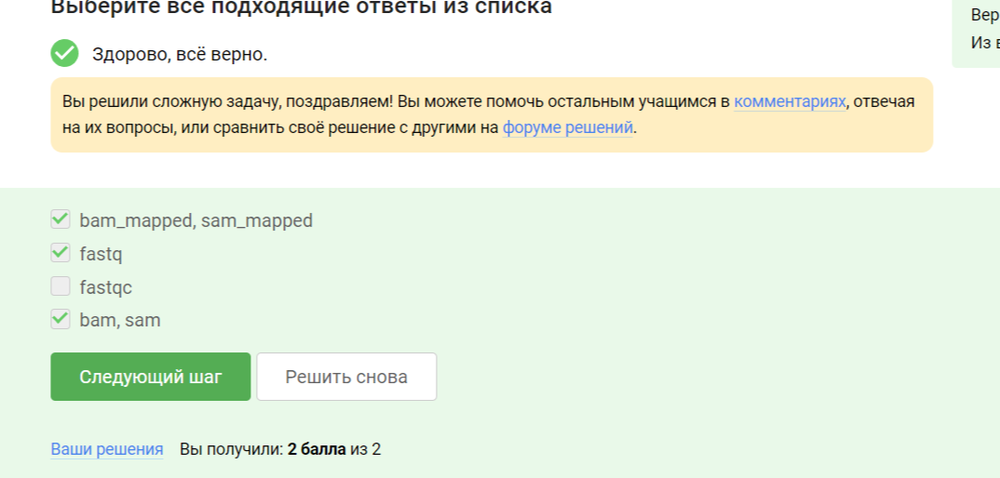 Выберите все подходящие ответы из списка
Вер
Из в
Здорово, всё верно.
Вы решили сложную задачу, поздравляем! Вы можете помочь остальным учащимся в комментариях, отвечая
на их вопросы, или сравнить своё решение с другими на форуме решений.
bam_mapped, sam_mapped
fastq
fastqc
bam, sam
Следующий шаг
Решить снова
Ваши решения Вы получили: 2 балла из 2